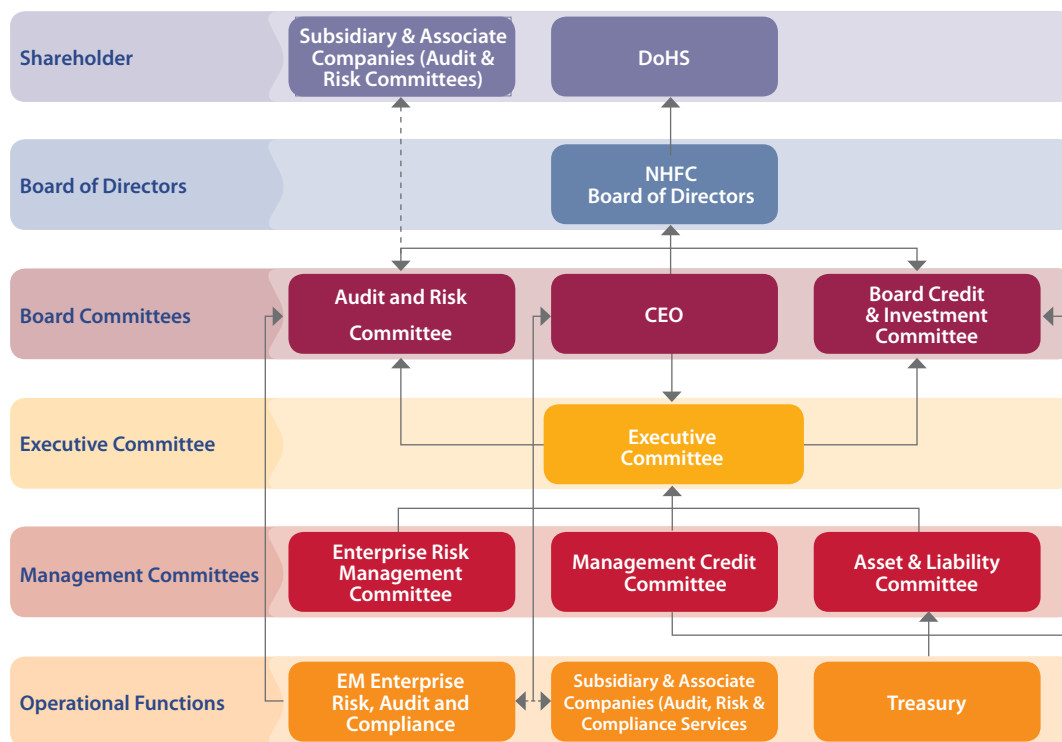 Shareholder
Subsidiary & Associate
Companies (Audit &
Risk Committees)
DoHS
Board of Directors
NHFC
Board of Directors
Board Committees
Audit and Risk
Committee
CEO
Board Credit
& Investment
Committee
Executive Committee
Executive
Committee
Management Committees
Enterprise Risk
Management
Committee
Management Credit
Committee
Asset & Liability
Committee
Operational Functions
EM Enterprise
Risk, Audit and
Compliance
Subsidiary & Associate
Companies (Audit, Risk &
Compliance Services
Treasury